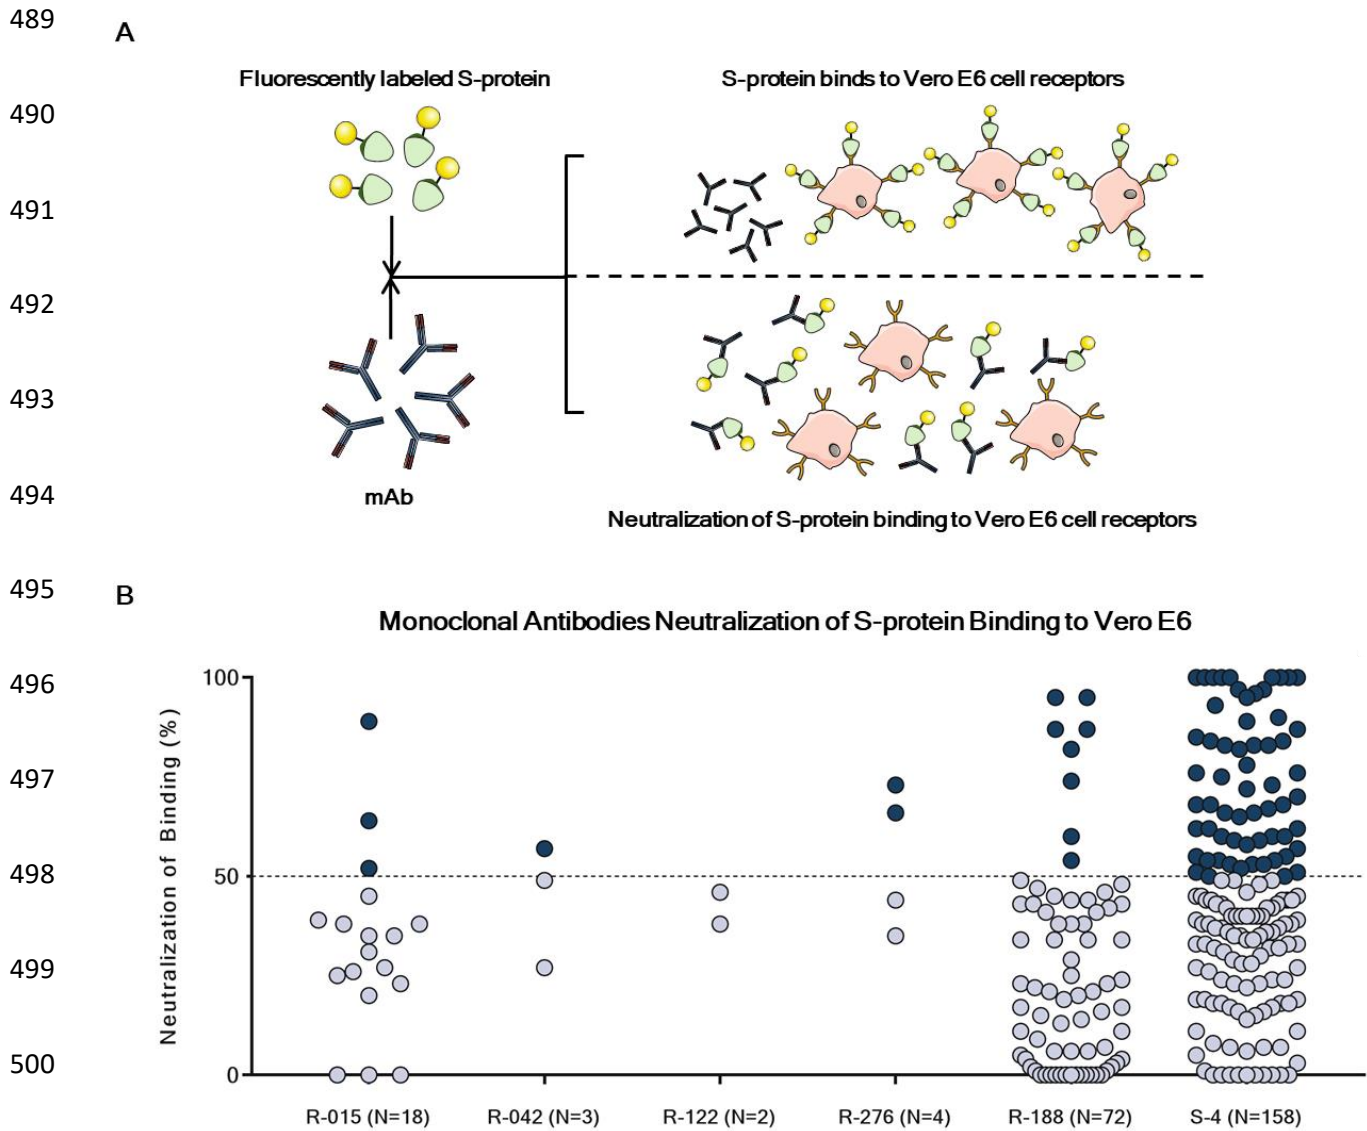 489
A
Fluorescently labeled S-protein
S-protein binds to Vero E6 cell receptors
490
491
492
493
494
mAb
Neutralization of S-protein binding to Vero E6 cell receptors
495
B
Monoclonal Antibodies Neutralization of S-protein Binding to Vero E6
496
497
498
499
500
Neutralization of Binding (%)
100
50
0
R-015 (N=18)
R-042 (N=3)
R-122 (N=2)
R-276 (N=4)
R-188 (N=72)
S-4 (N=158)